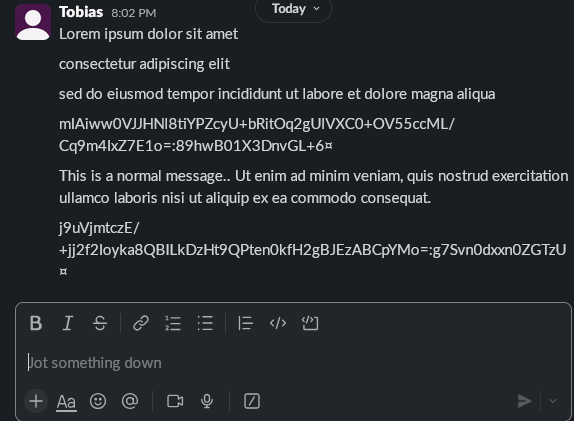 Today
Tobias 8:02 PM
Lorem ipsum dolor sit amet
consectetur adipiscing elit
sed do eiusmod tempor incididunt ut labore et dolore magna aliqua
mIAiww0VJJHNl8tiYPZcyU+bRitOq2gUlVXC0+OV55ccML/
Cq9m4lxZ7E1o=:89hwB01X3DnvGL+6¤
This is a normal message.. Ut enim ad minim veniam, quis nostrud exercitation
ullamco laboris nisi ut aliquip ex ea commodo consequat.
j9uVjmtczE/
+jj2f2Ioyka8QBILkDzHt9QPten0kfH2gBJEzABCpYMo=:g7Svn0dxxn0ZGTzU
¤
Jot something down